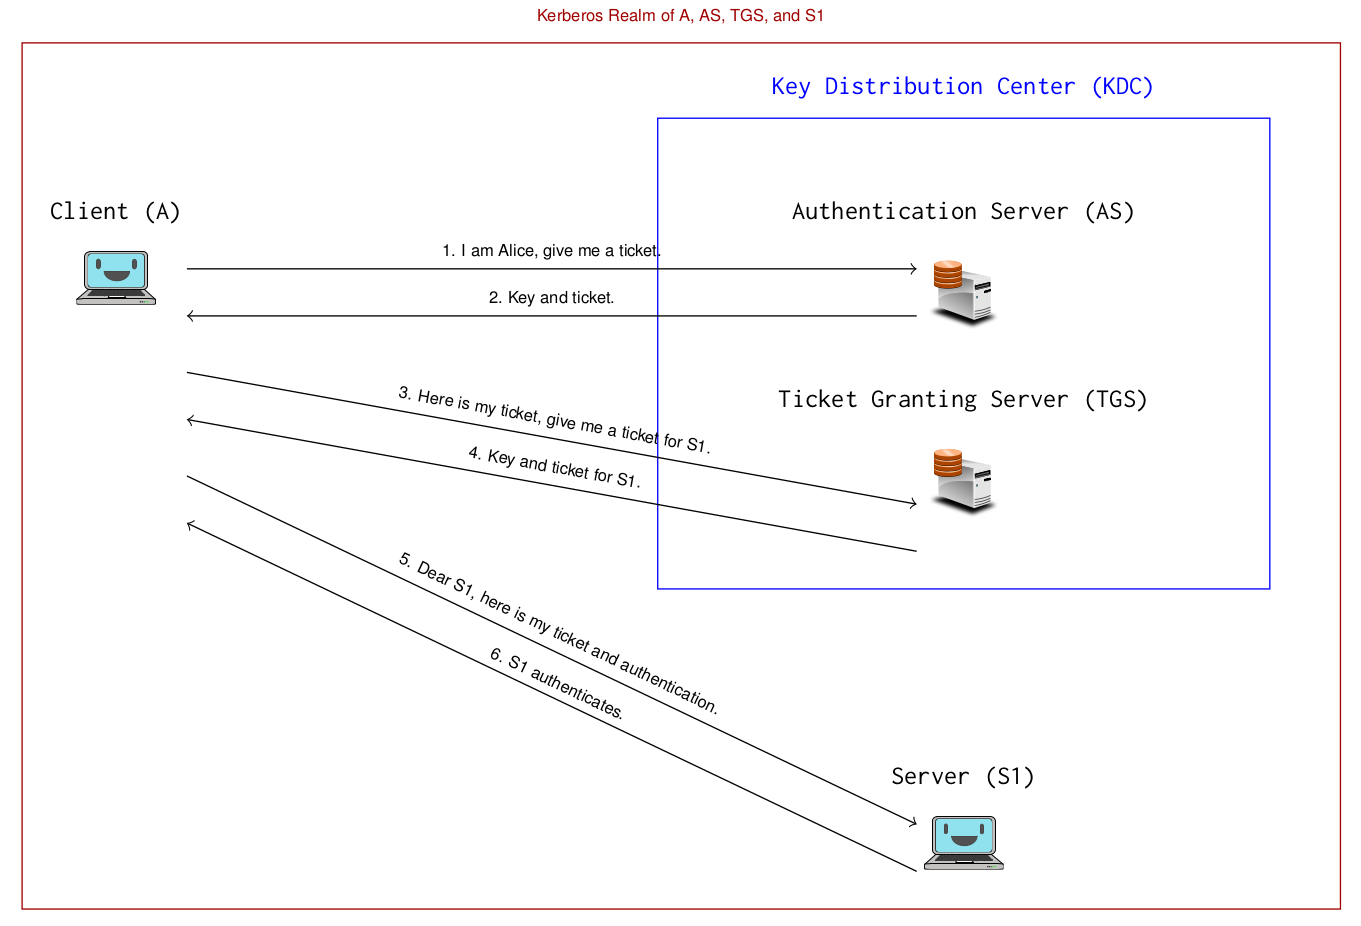 Kerberos Realm of A, AS, TGS, and S1
Key Distribution Center (KDC)
Client (A)
Authentication Server (AS)
1. I am Alice, give me a ticket.
2. Key and ticket.
Ticket Granting Server (TGS)
3. Here is my ticket, give me a ticket for S1.
4. Key and ticket for S1.
5. Dear S1, here is my ticket and authentication.
6. S1 authenticates.
Server (S1)